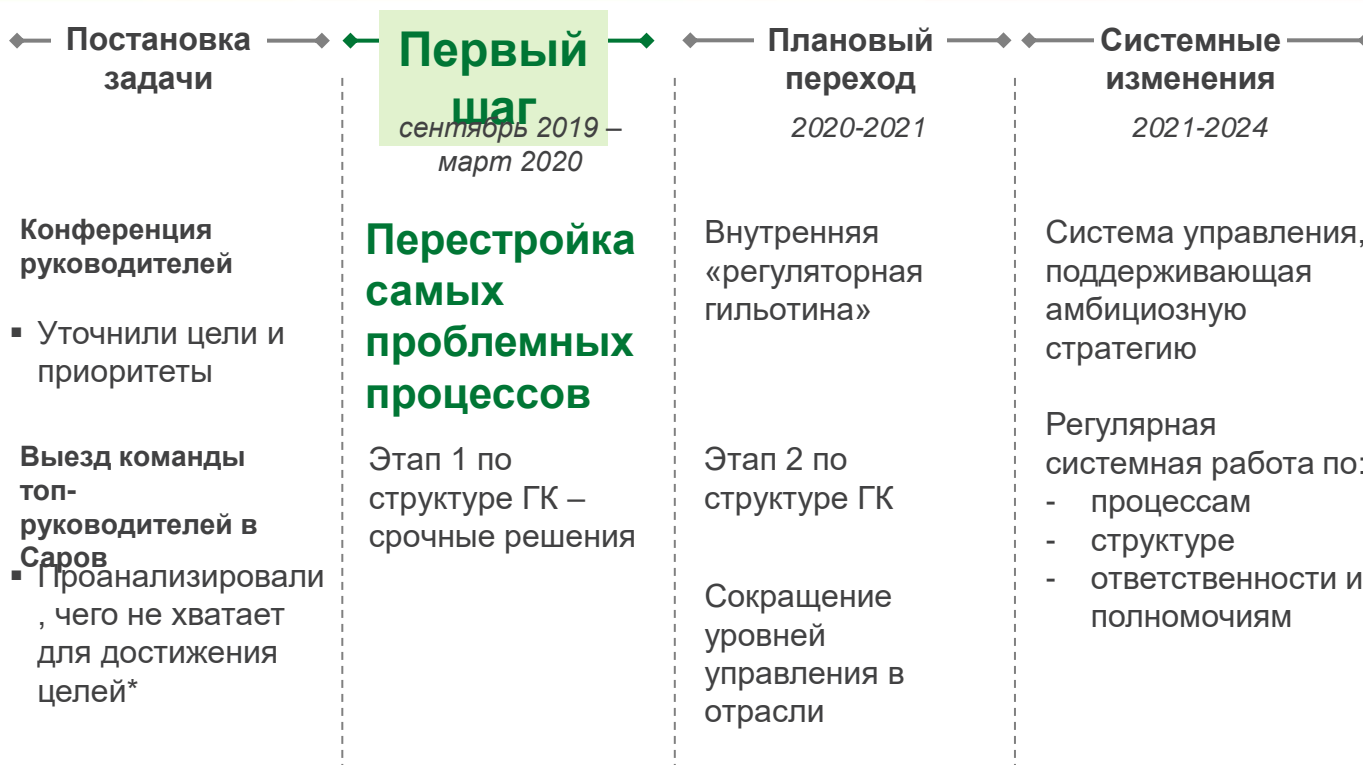 Постановка
задачи
Конференция
руководителей
▪ Уточнили цели и
приоритеты
Выезд команды
топ-
руководителей в
Саров
▪ Проанализировали
, чего не хватает
для достижения
целей*
Первый
шаг
сентябрь 2019 –
март 2020
Перестройка
самых
проблемных
процессов
Этап 1 по
структуре ГК –
срочные решения
Плановый
переход
2020-2021
Внутренняя
«регуляторная
гильотина»
Этап 2 по
структуре ГК
Сокращение
уровней
управления в
отрасли
Системные
изменения
2021-2024
Система управления,
поддерживающая
амбициозную
стратегию
Регулярная
системная работа по:
- процессам
- структуре
- ответственности и
полномочиям